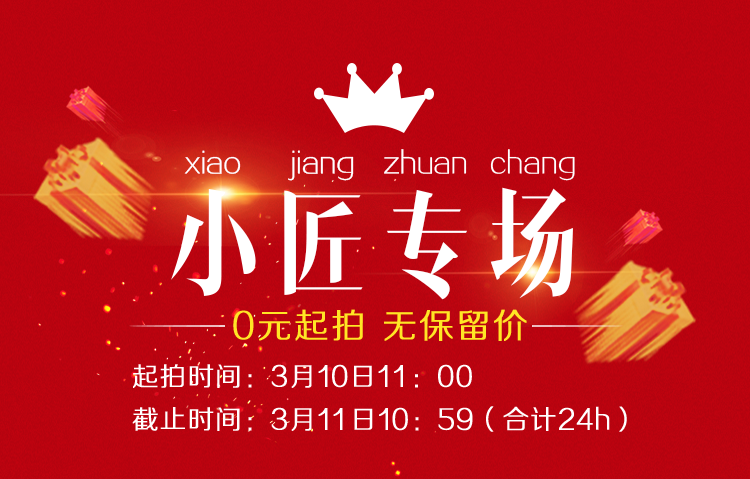 xiao jiang zhuan chang
小匠专场
0元起拍 无保留价
起拍时间：3月10日11：00
截止时间：3月11日10：59（合计24h）